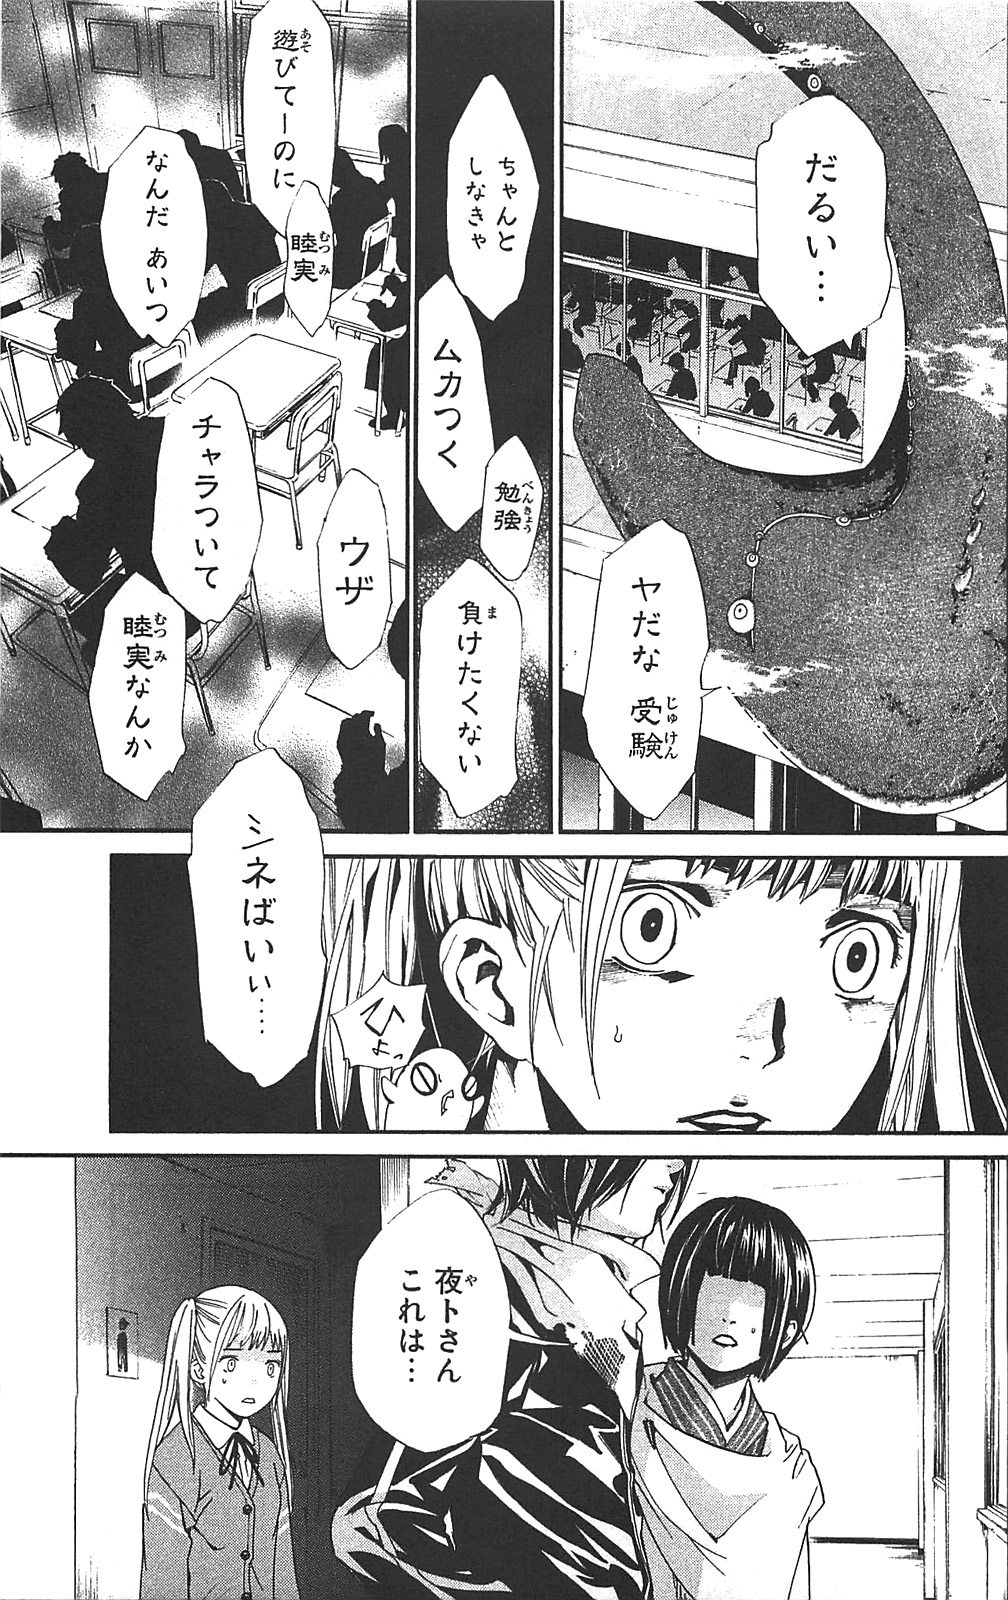 だるい…
ヤだな
受験
ちゃんと
しなきゃ
ムカつく
勉強
負けたくない
遊びてーのに
睦実
なんだ あいつ
チャラついて
ウザ
睦実なんか
シネばいい……
ひょっ
夜トさん
これは…